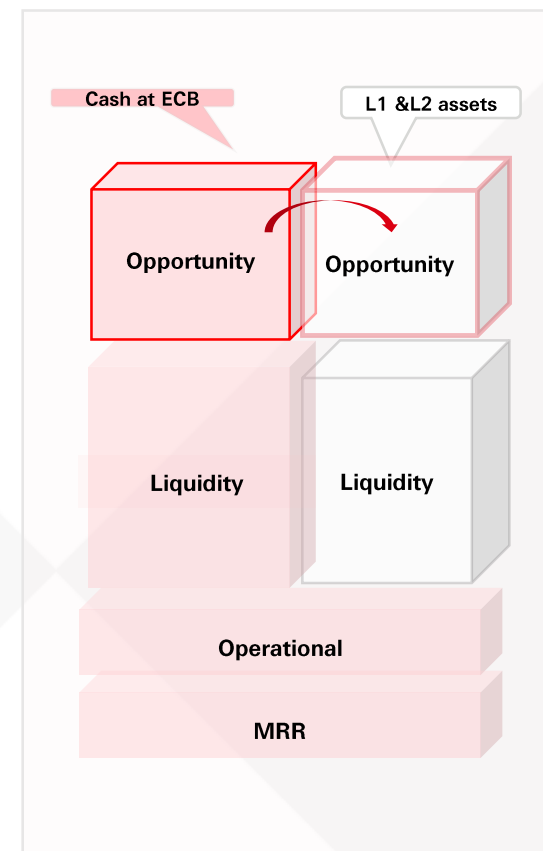 Cash at ECB
L1 &L2 assets
Opportunity
Opportunity
Liquidity
Liquidity
Operational
MRR